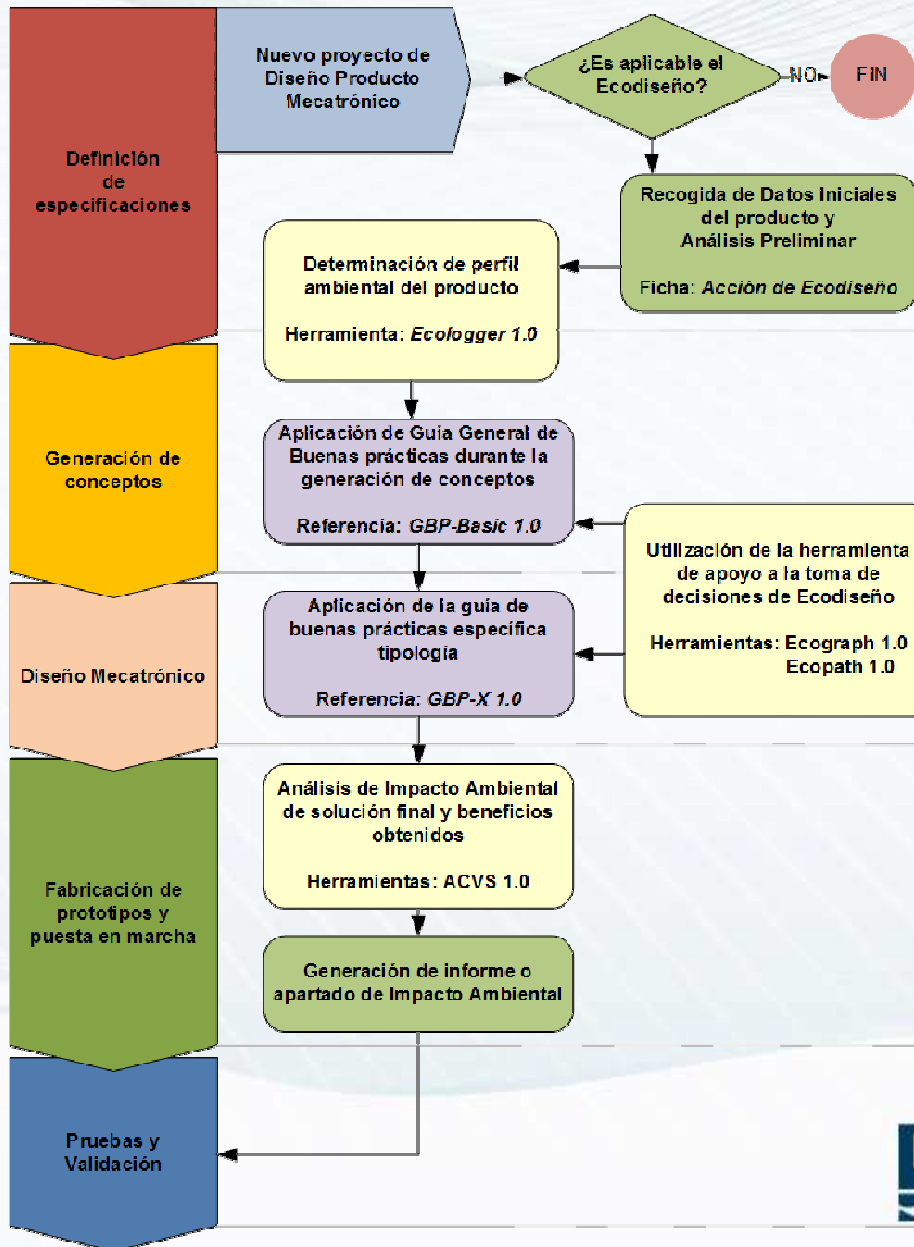 Nuevo proyecto de
Diseño Producto
Mecatrónico
¿Es aplicable el
Ecodiseño?
NO
FIN
Definición
de
especificaciones
Recogida de Datos Iniciales
del producto y
Análisis Preliminar
Ficha: Acción de Ecodiseño
Determinación de perfil
ambiental del producto
Herramienta: Ecologger 1.0
Generación de
conceptos
Aplicación de Guía General de
Buenas prácticas durante la
generación de conceptos
Referencia: GBP-Basic 1.0
Utilización de la herramienta
de apoyo a la toma de
decisiones de Ecodiseño
Herramientas: Ecograph 1.0
Ecopath 1.0
Diseño Mecatrónico
Aplicación de la guía de
buenas prácticas específica
tipología
Referencia: GBP-X 1.0
Fabricación de
prototipos y
puesta en marcha
Análisis de Impacto Ambiental
de solución final y beneficios
obtenidos
Herramientas: ACVS 1.0
Generación de informe o
apartado de Impacto Ambiental
Pruebas y
Validación